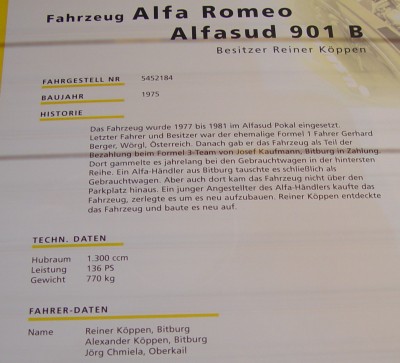 Fahrzeug Alfa Romeo
Alfasud 901 B
Besitzer Reiner Köppen
FAHRGESTELL NR 5452184
BAUJAHR 1975
HISTORIE
Das Fahrzeug wurde 1977 bis 1981 im Alfasud Pokal eingesetzt.
Letzter Fahrer und Besitzer war der ehemalige Formel 1 Fahrer Gerhard
Berger, Wörgl, Österreich. Danach gab er das Fahrzeug als Teil der
Bezahlung beim Formel 3-Team von Josef Kaufmann, Bitburg in Zahlung.
Dort gammelte es jahrelang bei den Gebrauchtwagen in der hintersten
Reihe. Ein Alfa-Händler aus Bitburg tauschte es schließlich als
Gebrauchtwagen. Aber auch dort kam das Fahrzeug nicht über den
Parkplatz hinaus. Ein junger Angestellter des Alfa-Händlers kaufte das
Fahrzeug, zerlegte es um es neu aufzubauen. Reiner Köppen entdeckte
das Fahrzeug und baute es neu auf.
TECHN. DATEN
Hubraum 1.300 ccm
Leistung 136 PS
Gewicht 770 kg
FAHRER-DATEN
Name Reiner Köppen, Bitburg
Alexander Köppen, Bitburg
Jörg Chmiela, Oberkail